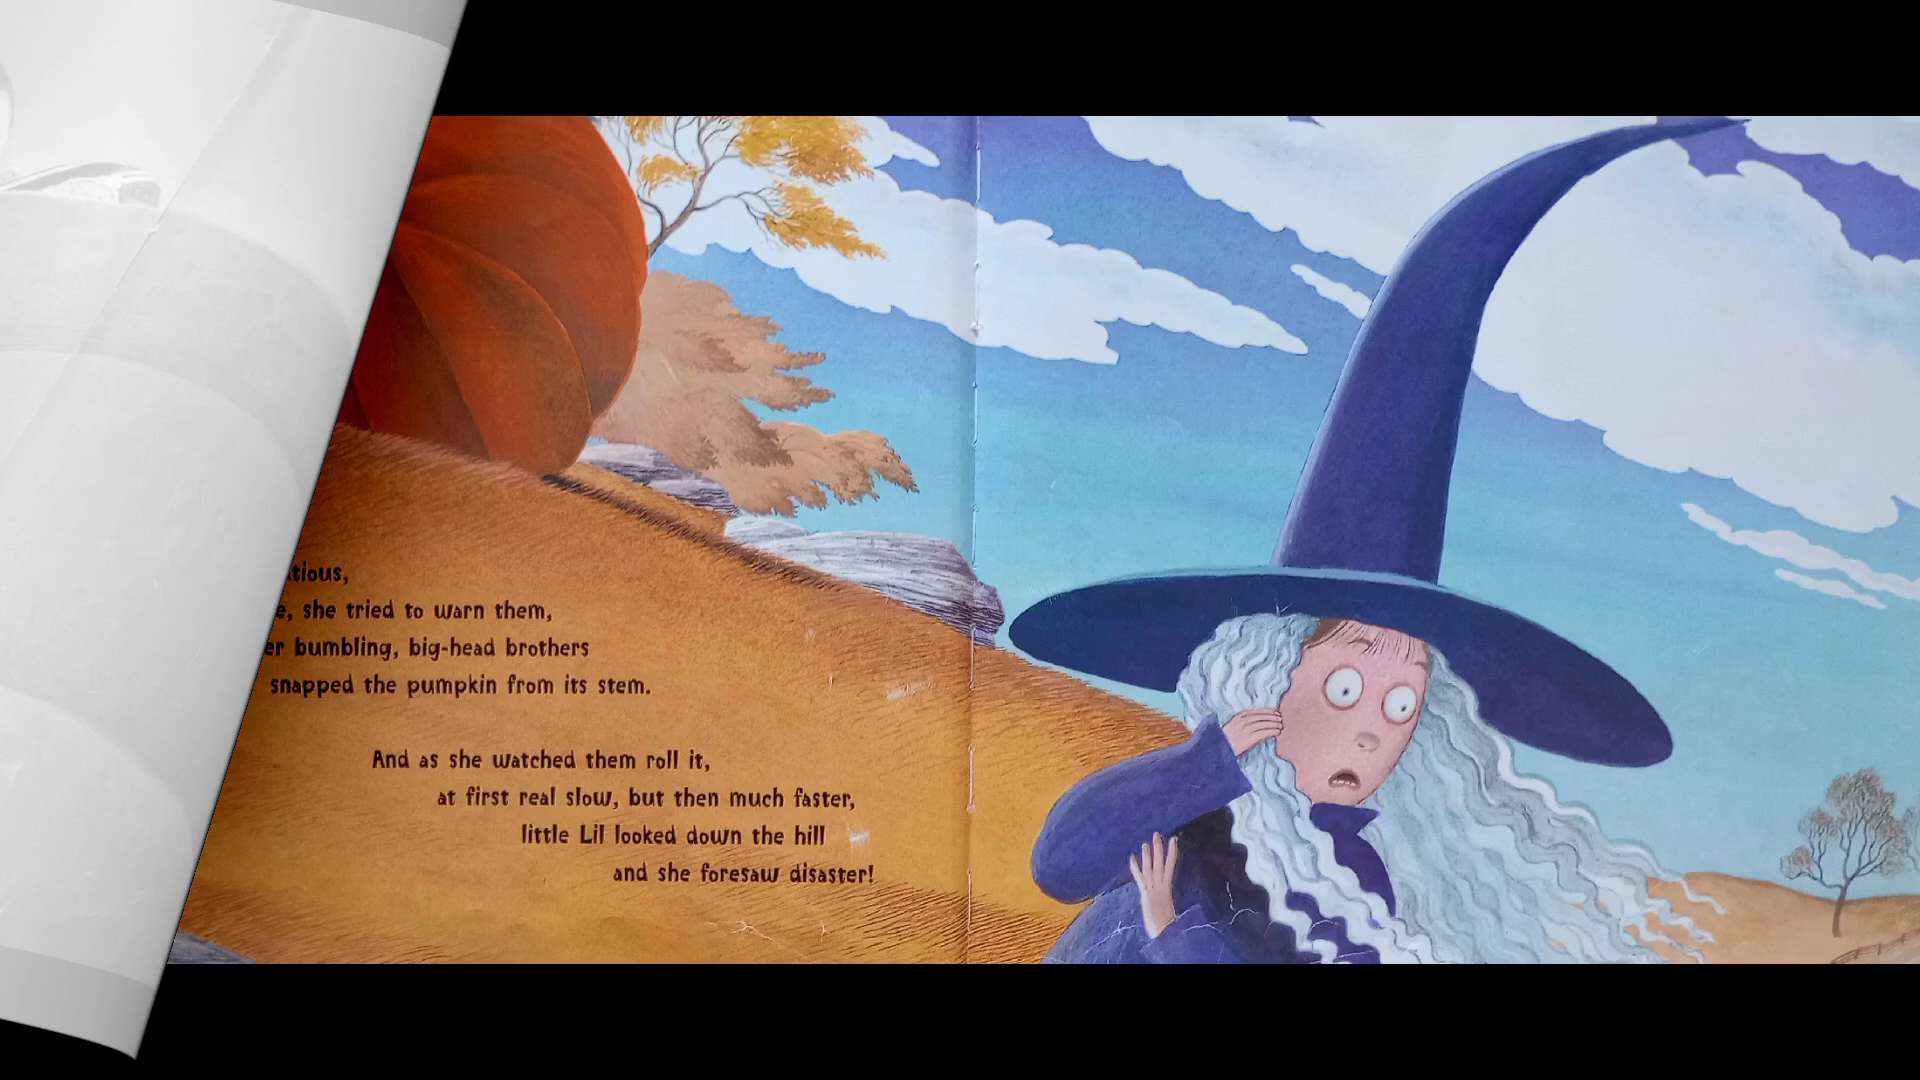 she tried to warn them,
bumbling, big-head brothers
snapped the pumpkin from its stem.
And as she watched them roll it,
at first real slow, but then much faster,
little Lil looked down the hill
and she foresaw disaster!